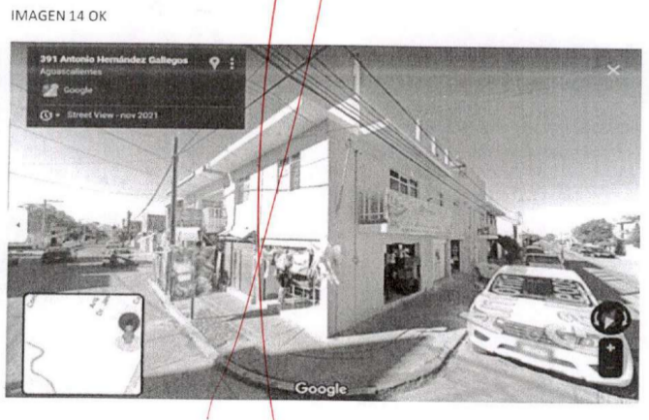 IMAGEN 14 OK
391 Antonio Hernández Gallegos
Aguascalientes
Google
Street View - nov 2021
Google